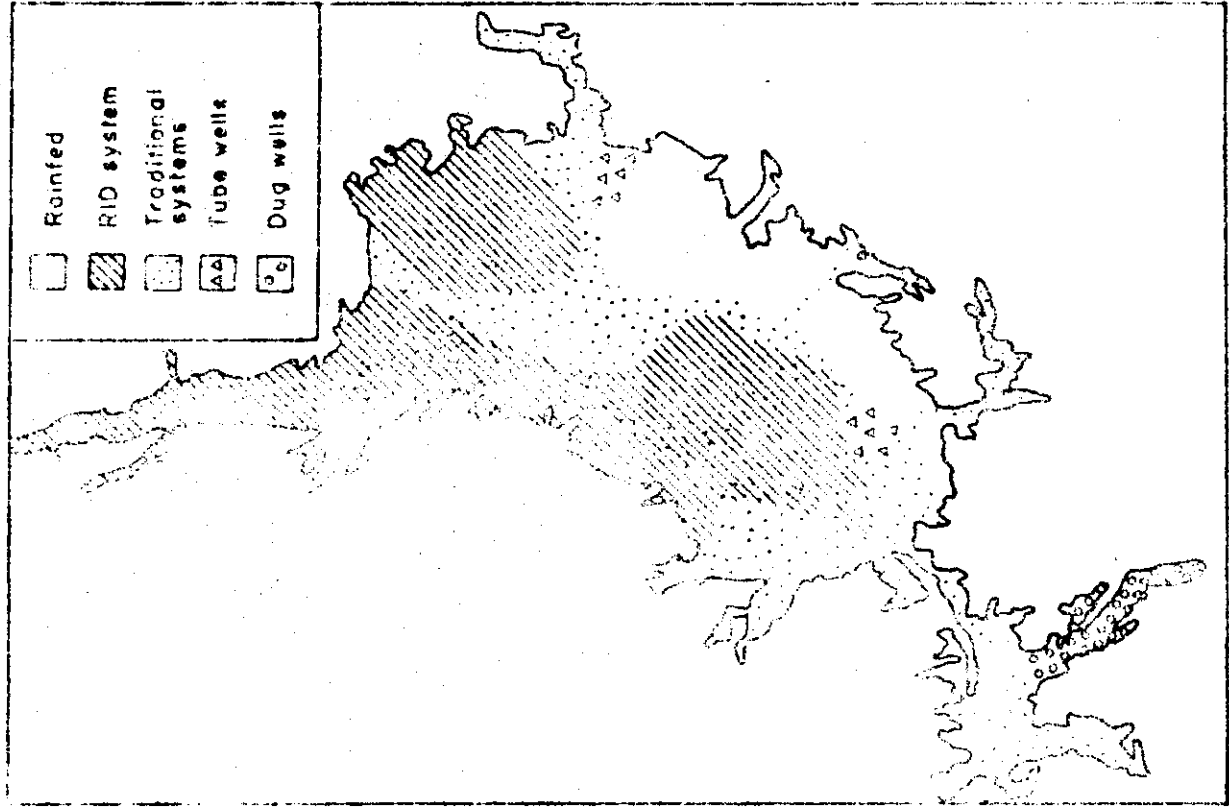 Rainfed
RID system
Traditional
systems
Tube wells
Dug wells